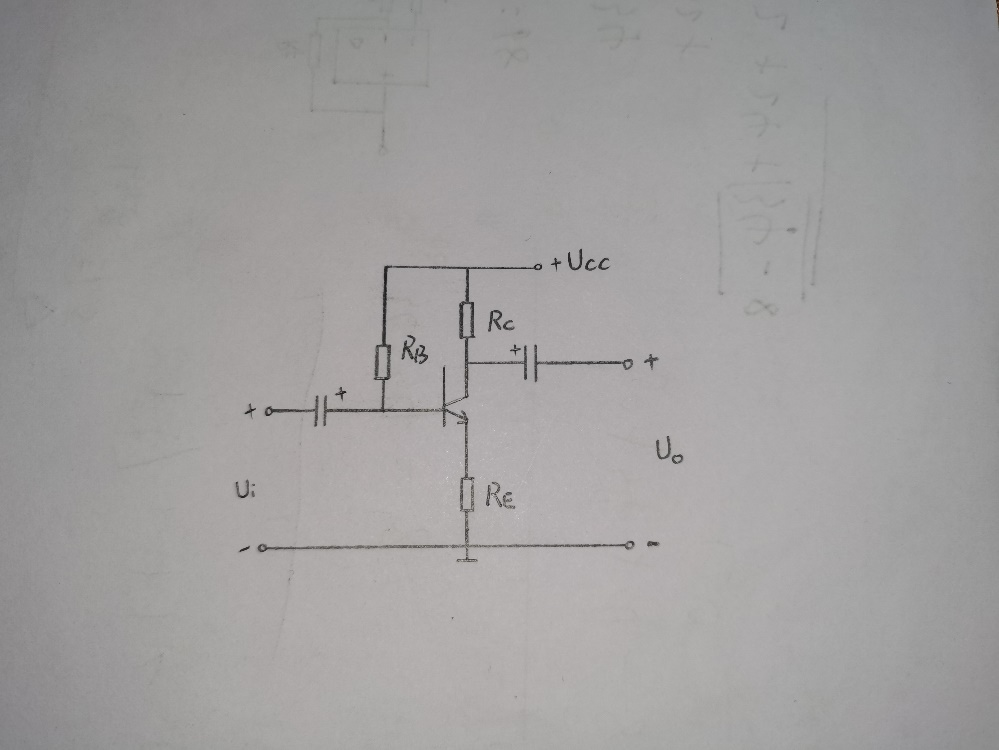 +Ucc
Rc
RB
+
+
+
+
Uo
Ui
RE
-
-